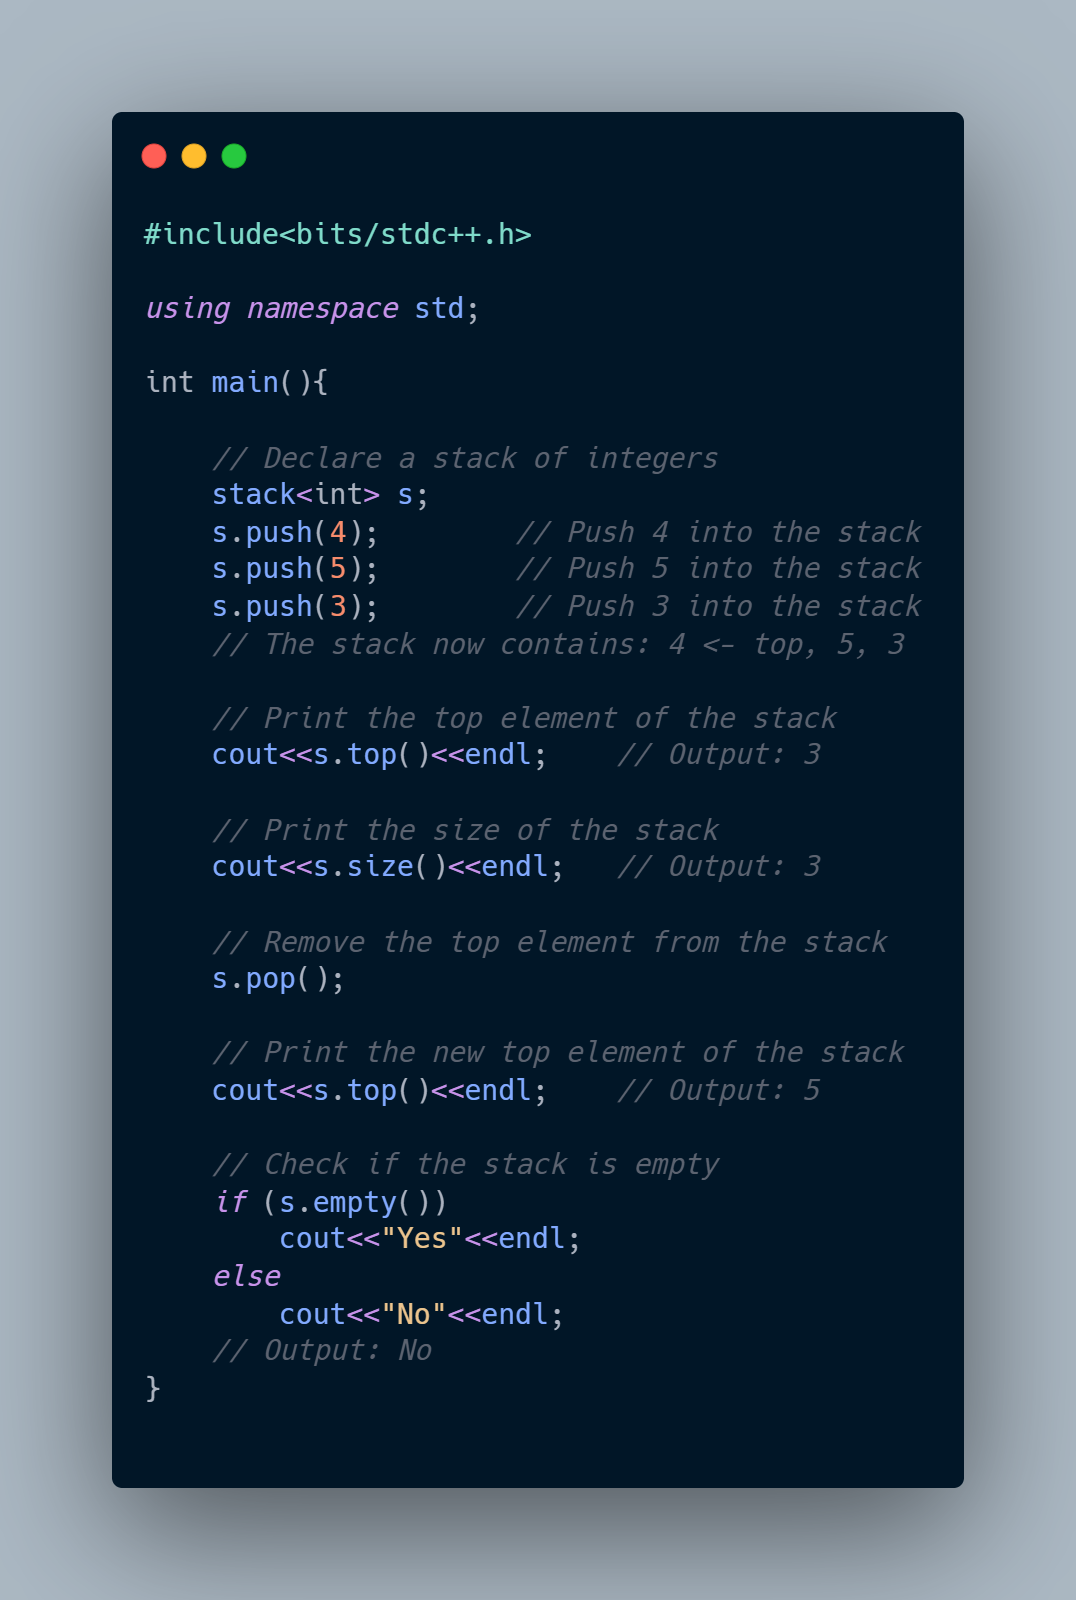 #include<bits/stdc++.h>

using namespace std;

int main(){

    // Declare a stack of integers
    stack<int> s;
    s.push(4);        // Push 4 into the stack
    s.push(5);        // Push 5 into the stack
    s.push(3);        // Push 3 into the stack
    // The stack now contains: 4 <- top, 5, 3

    // Print the top element of the stack
    cout<<s.top()<<endl;    // Output: 3

    // Print the size of the stack
    cout<<s.size()<<endl;   // Output: 3

    // Remove the top element from the stack
    s.pop();

    // Print the new top element of the stack
    cout<<s.top()<<endl;    // Output: 5

    // Check if the stack is empty
    if (s.empty())
        cout<<"Yes"<<endl;
    else
        cout<<"No"<<endl;
    // Output: No
}